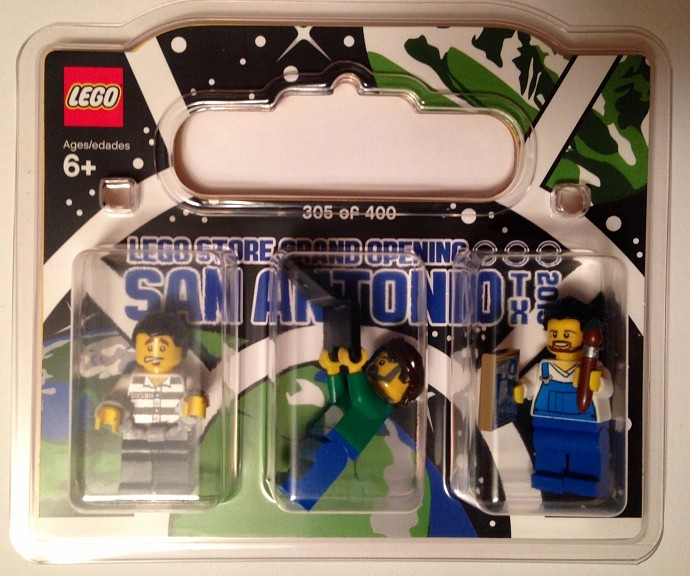 LEGO
Ages/edades
6+
305 of 400
LEGO STORE GRAND OPENING
SAN ANTONIO
TX